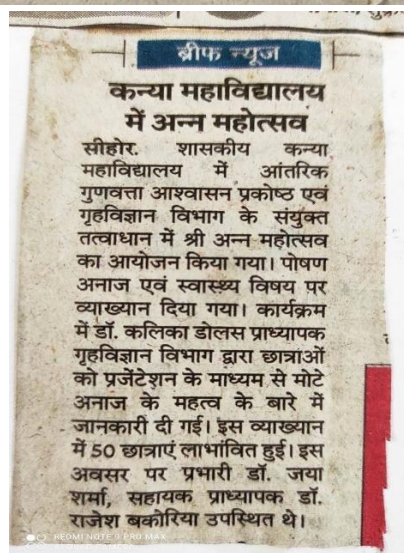 ब्रीफ न्यूज
कन्या महाविद्यालय
में अन्न महोत्सव
सीहोर. शासकीय कन्या
महाविद्यालय में आंतरिक
गुणवत्ता आश्वासन प्रकोष्ठ एवं
गृहविज्ञान विभाग के संयुक्त
तत्वाधान में श्री अन्न महोत्सव
का आयोजन किया गया। पोषण
अनाज एवं स्वास्थ्य विषय पर
व्याख्यान दिया गया। कार्यक्रम
में डॉ. कलिका डोलस प्राध्यापक
गृहविज्ञान विभाग द्वारा छात्राओं
को प्रजेंटेशन के माध्यम से मोटे
अनाज के महत्व के बारे में
जानकारी दी गई। इस व्याख्यान
में 50 छात्राएं लाभांवित हुई। इस
अवसर पर प्रभारी डॉ. जया
शर्मा, सहायक प्राध्यापक डॉ.
राजेश बकोरिया उपस्थित थे।
REDMI NOTE 9 PRO MAX